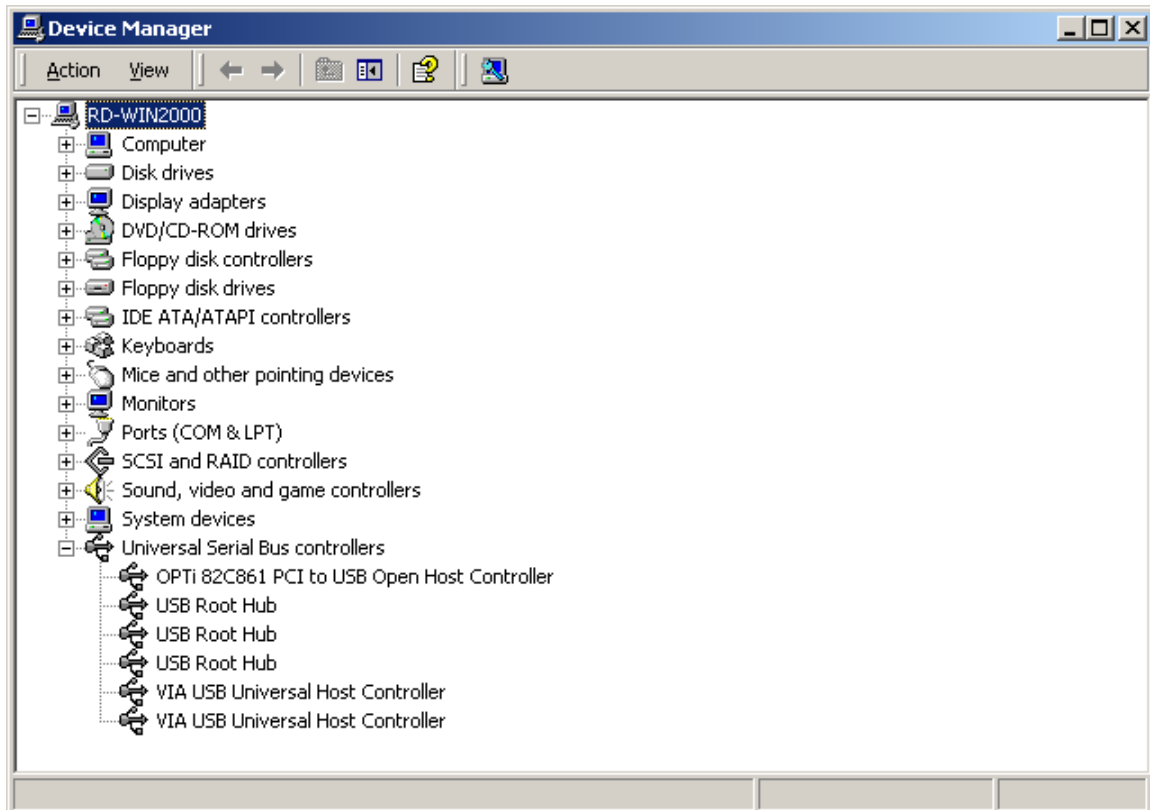 Device Manager
Action View
RD-WIN2000
Computer
Disk drives
Display adapters
DVD/CD-ROM drives
Floppy disk controllers
Floppy disk drives
IDE ATA/ATAPI controllers
Keyboards
Mice and other pointing devices
Monitors
Ports (COM & LPT)
SCSI and RAID controllers
Sound, video and game controllers
System devices
Universal Serial Bus controllers
OPTi 82C861 PCI to USB Open Host Controller
USB Root Hub
USB Root Hub
USB Root Hub
VIA USB Universal Host Controller
VIA USB Universal Host Controller